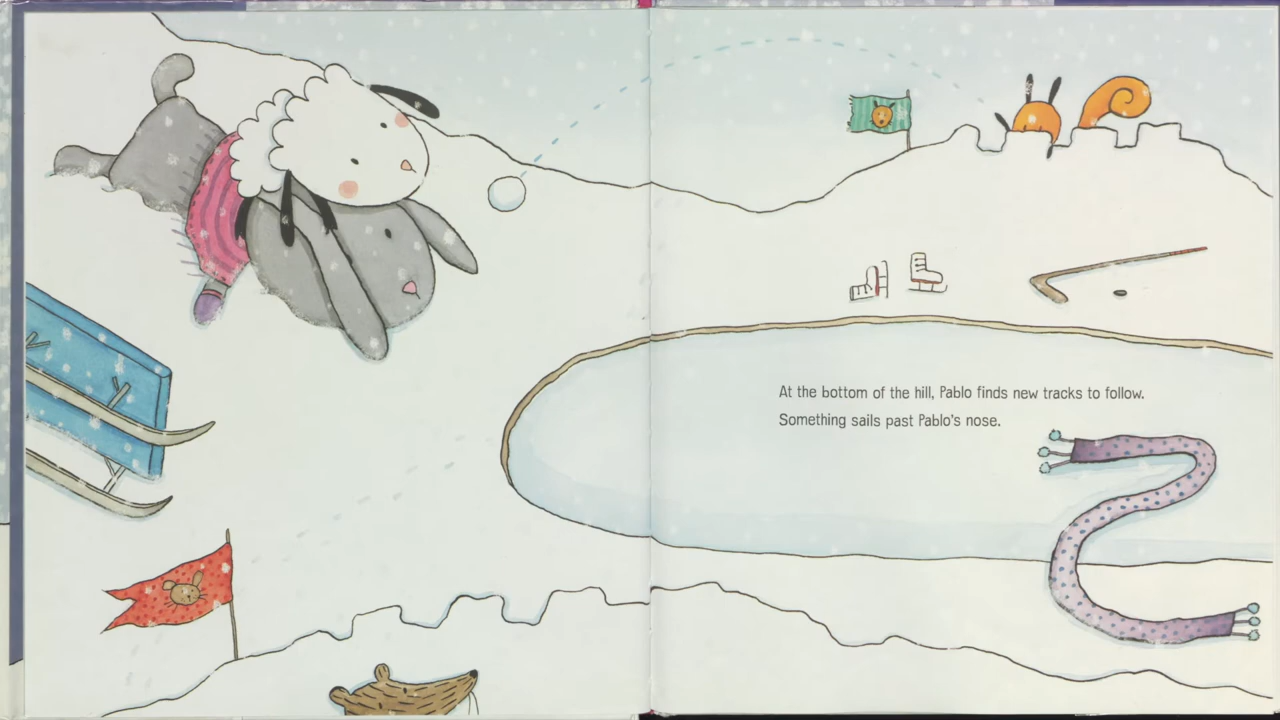 At the bottom of the hill, Pablo finds new tracks to follow.
Something sails past Pablo's nose.